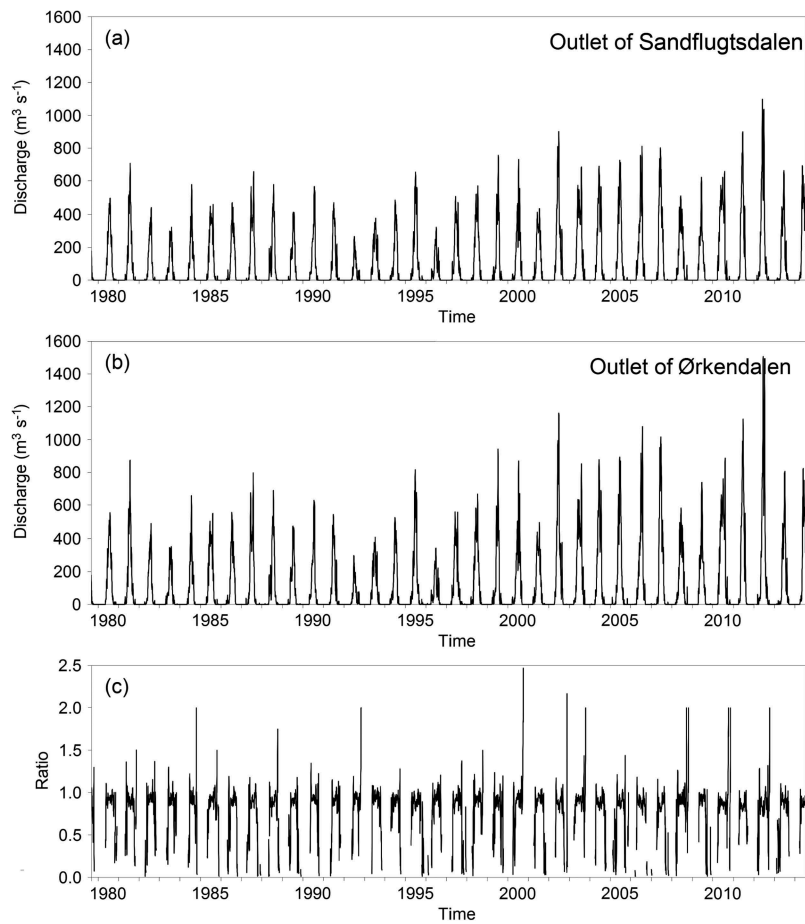 (a)
Outlet of Sandflugtsdalen
Discharge (m³ s⁻¹)
1600
1400
1200
1000
800
600
400
200
0
1980 1985 1990 1995 2000 2005 2010
Time
(b)
Outlet of Ørkendalen
Discharge (m³ s⁻¹)
1600
1400
1200
1000
800
600
400
200
0
1980 1985 1990 1995 2000 2005 2010
Time
(c)
Ratio
2.5
2.0
1.5
1.0
0.5
0.0
1980 1985 1990 1995 2000 2005 2010
Time